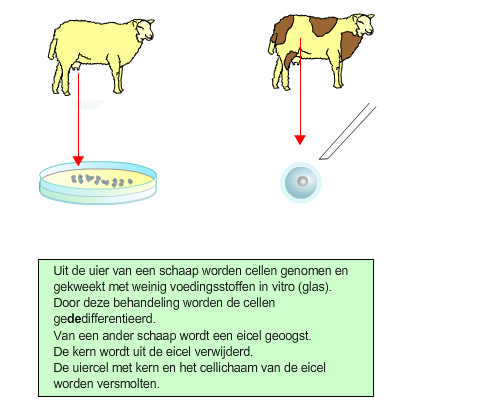 Uit de uier van een schaap worden cellen genomen en
gekweekt met weinig voedingsstoffen in vitro (glas).
Door deze behandeling worden de cellen
gededifferentieerd.
Van een ander schaap wordt een eicel geoogst.
De kern wordt uit de eicel verwijderd.
De uiercel met kern en het cellichaam van de eicel
worden versmolten.